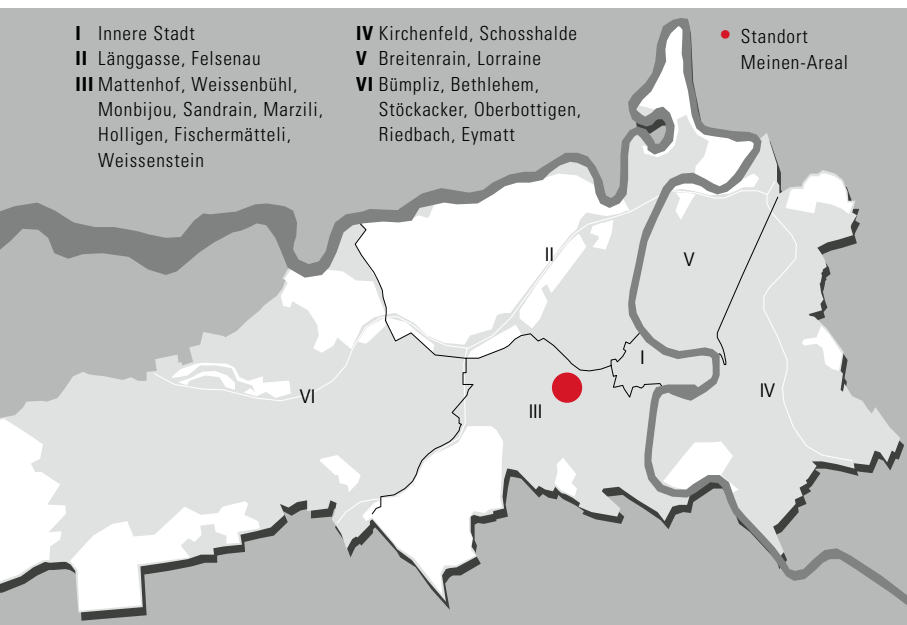 I Innere Stadt
II Länggasse, Felsenau
III Mattenhof, Weissenbühl,
Monbijou, Sandrain, Marzili,
Holligen, Fischermätteli,
Weissenstein
IV Kirchenfeld, Schosshalde
V Breitenrain, Lorraine
VI Bümpliz, Bethlehem,
Stöckacker, Oberbottigen,
Riedbach, Eymatt
Standort
Meinen-Areal
II
V
I
VI
IV
III